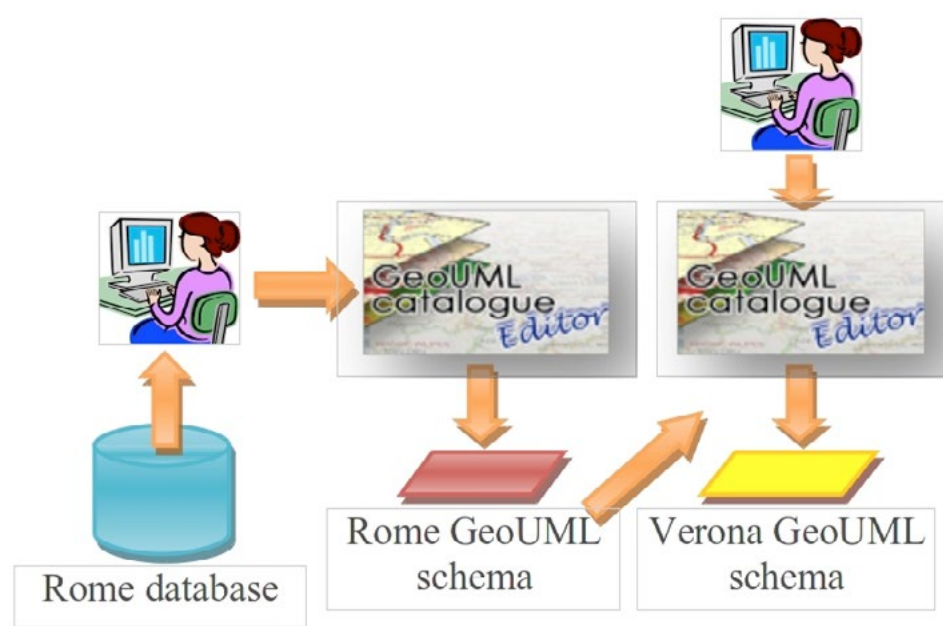 GeoUML
catalogue
Editor
GeoUML
catalogue
Editor
Rome GeoUML
schema
Verona GeoUML
schema
Rome database